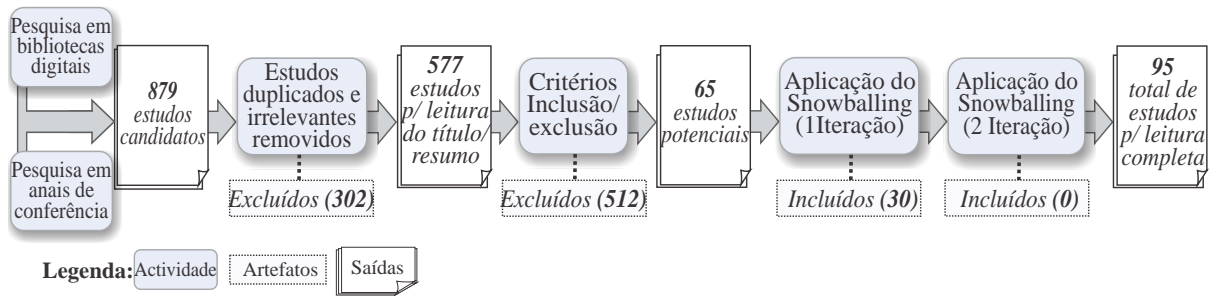 Pesquisa em
bibliotecas
digitais
Pesquisa em
anais de
conferência
879
estudos
candidatos
Estudos
duplicados e
irrelevantes
removidos
Excluídos (302)
577
estudos
p/ leitura
do título/
resumo
Critérios
Inclusão/
exclusão
Excluídos (512)
65
estudos
potenciais
Aplicação do
Snowballing
(1Iteração)
Incluídos (30)
Aplicação do
Snowballing
(2 Iteração)
Incluídos (0)
95
total de
estudos
p/ leitura
completa
Legenda: Actividade Artefatos Saídas